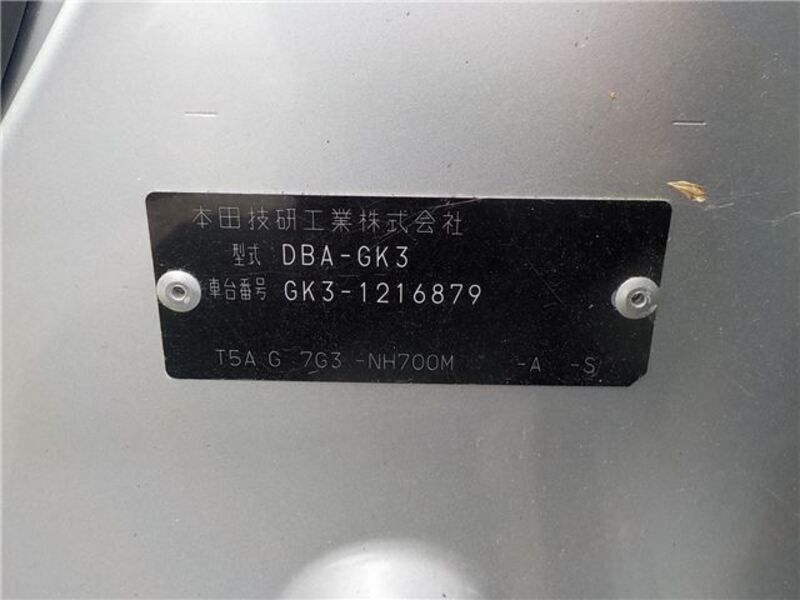 本田技研工業株式会社
型式 DBA-GK3
車台番号 GK3-1216879
T5A G 7G3 -NH700M -A -S